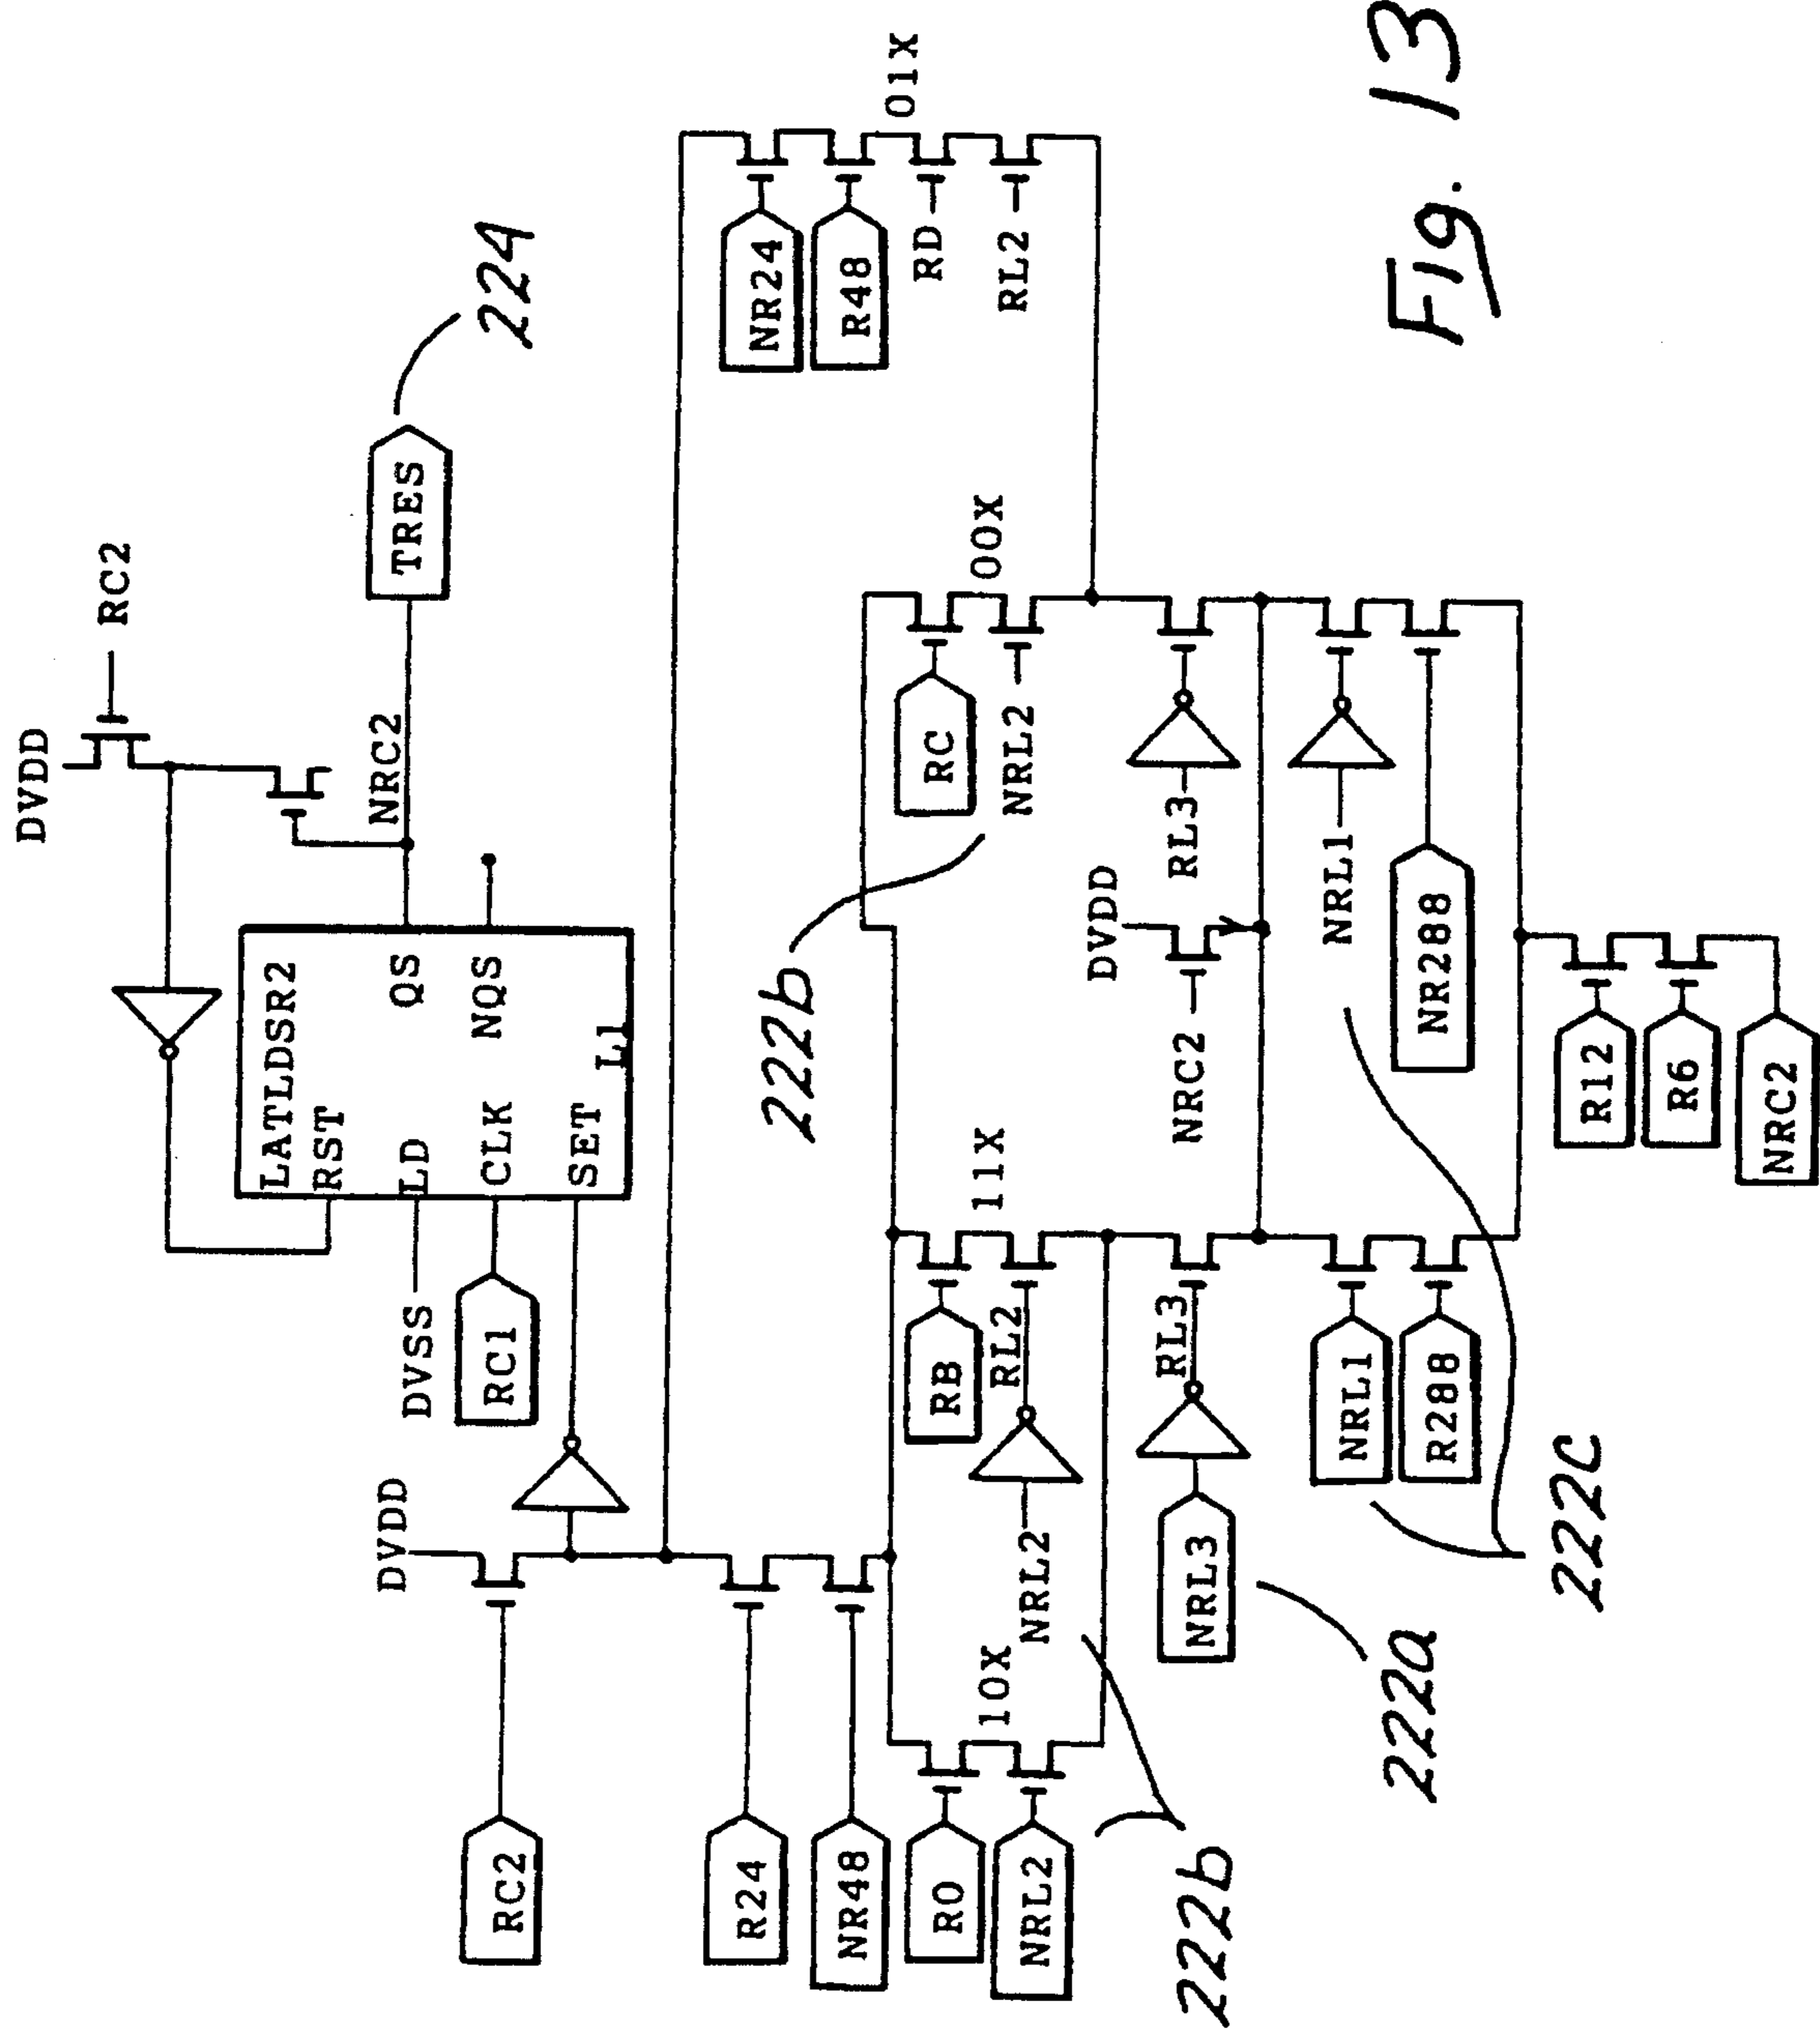 DVDD
RC2
DVDD
RC2
LATLDSR2
RST
QS
DVSS
LD
RC1
CLK
NQS
SET
L1
NRC2
TRES
224
R24
NR48
NR24
R48
RD
RL2
01X
RO
NRL2
10X
RB
NRL2
RL2
11X
222b
RC
NRL2
00X
222b
NRL3
RL3
222a
DVDD
NRC2
RL3
NRL1
R288
NRL1
NR288
222C
R12
R6
NRC2
Fig. 13